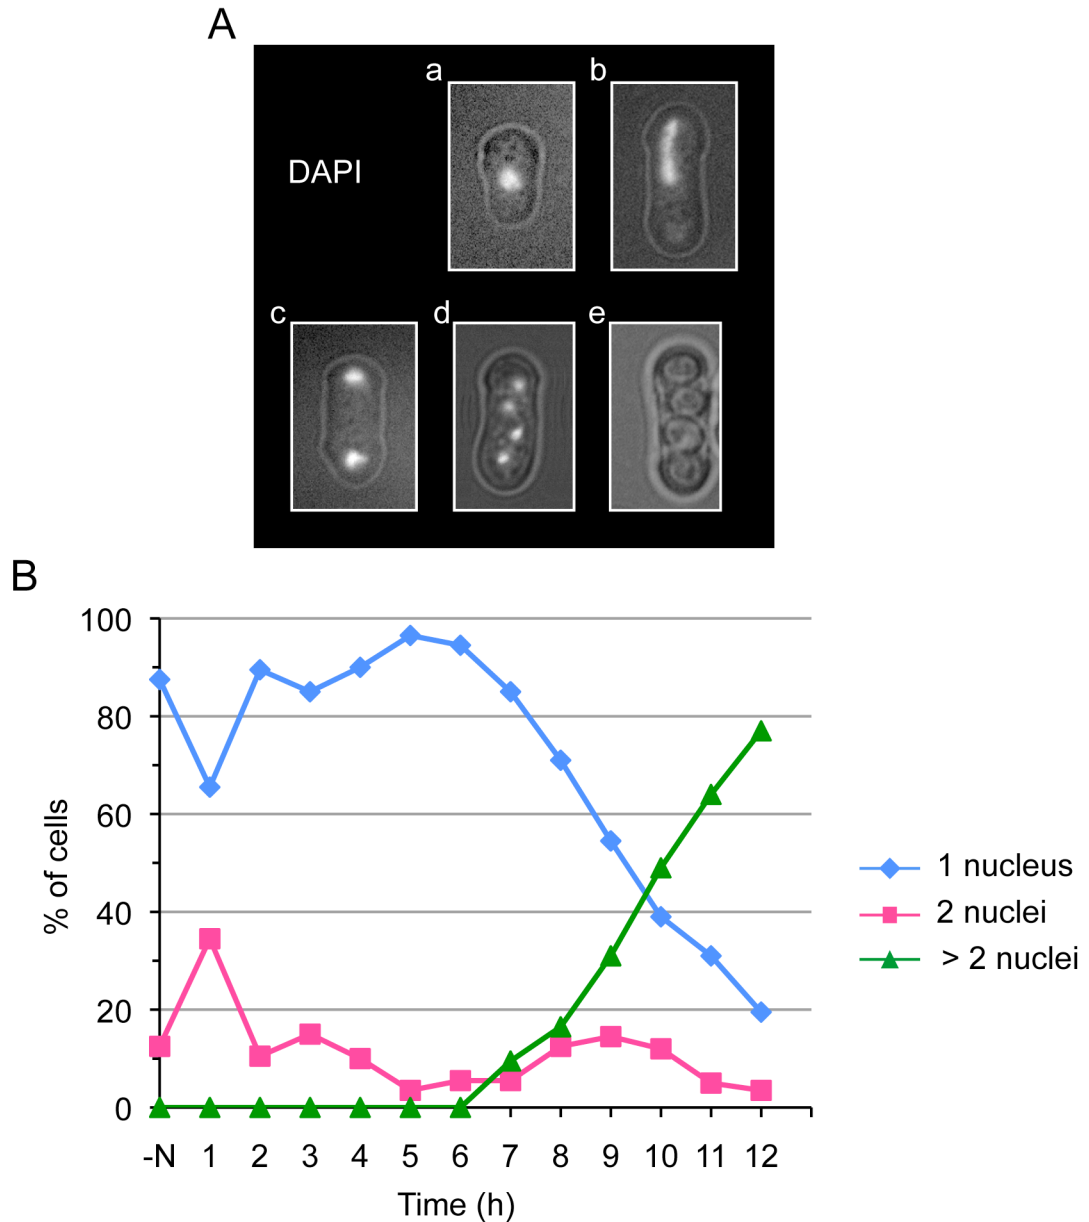 A
a b
DAPI
c d e
B
100
80
60
40
20
0
% of cells
-N 1 2 3 4 5 6 7 8 9 10 11 12
Time (h)
1 nucleus
2 nuclei
> 2 nuclei